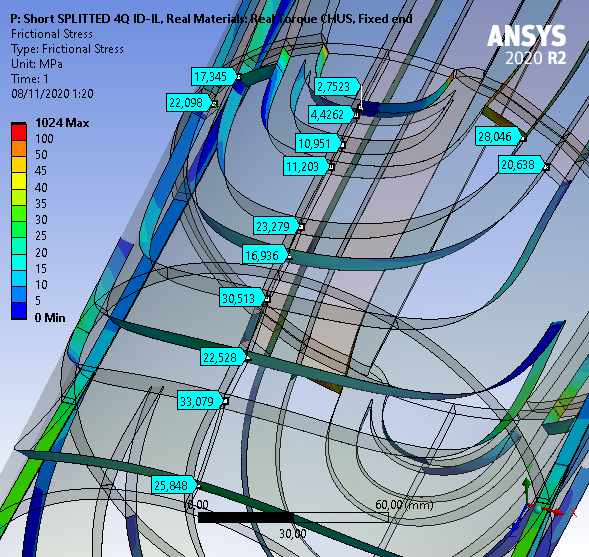 P: Short SPLITTED 4Q ID-IL, Real Materials: Real Torque CHUS, Fixed end
Frictional Stress
Type: Frictional Stress
Unit: MPa
Time: 1
08/11/2020 1:20
ANSYS
2020 R2
1024 Max
100
50
45
40
35
30
25
20
15
10
5
0 Min
17,345
2,7523
22,098
4,4262
28,046
10,951
11,203
20,638
23,279
16,936
30,513
22,528
33,079
25,848
60,00 (mm)
30,00
X